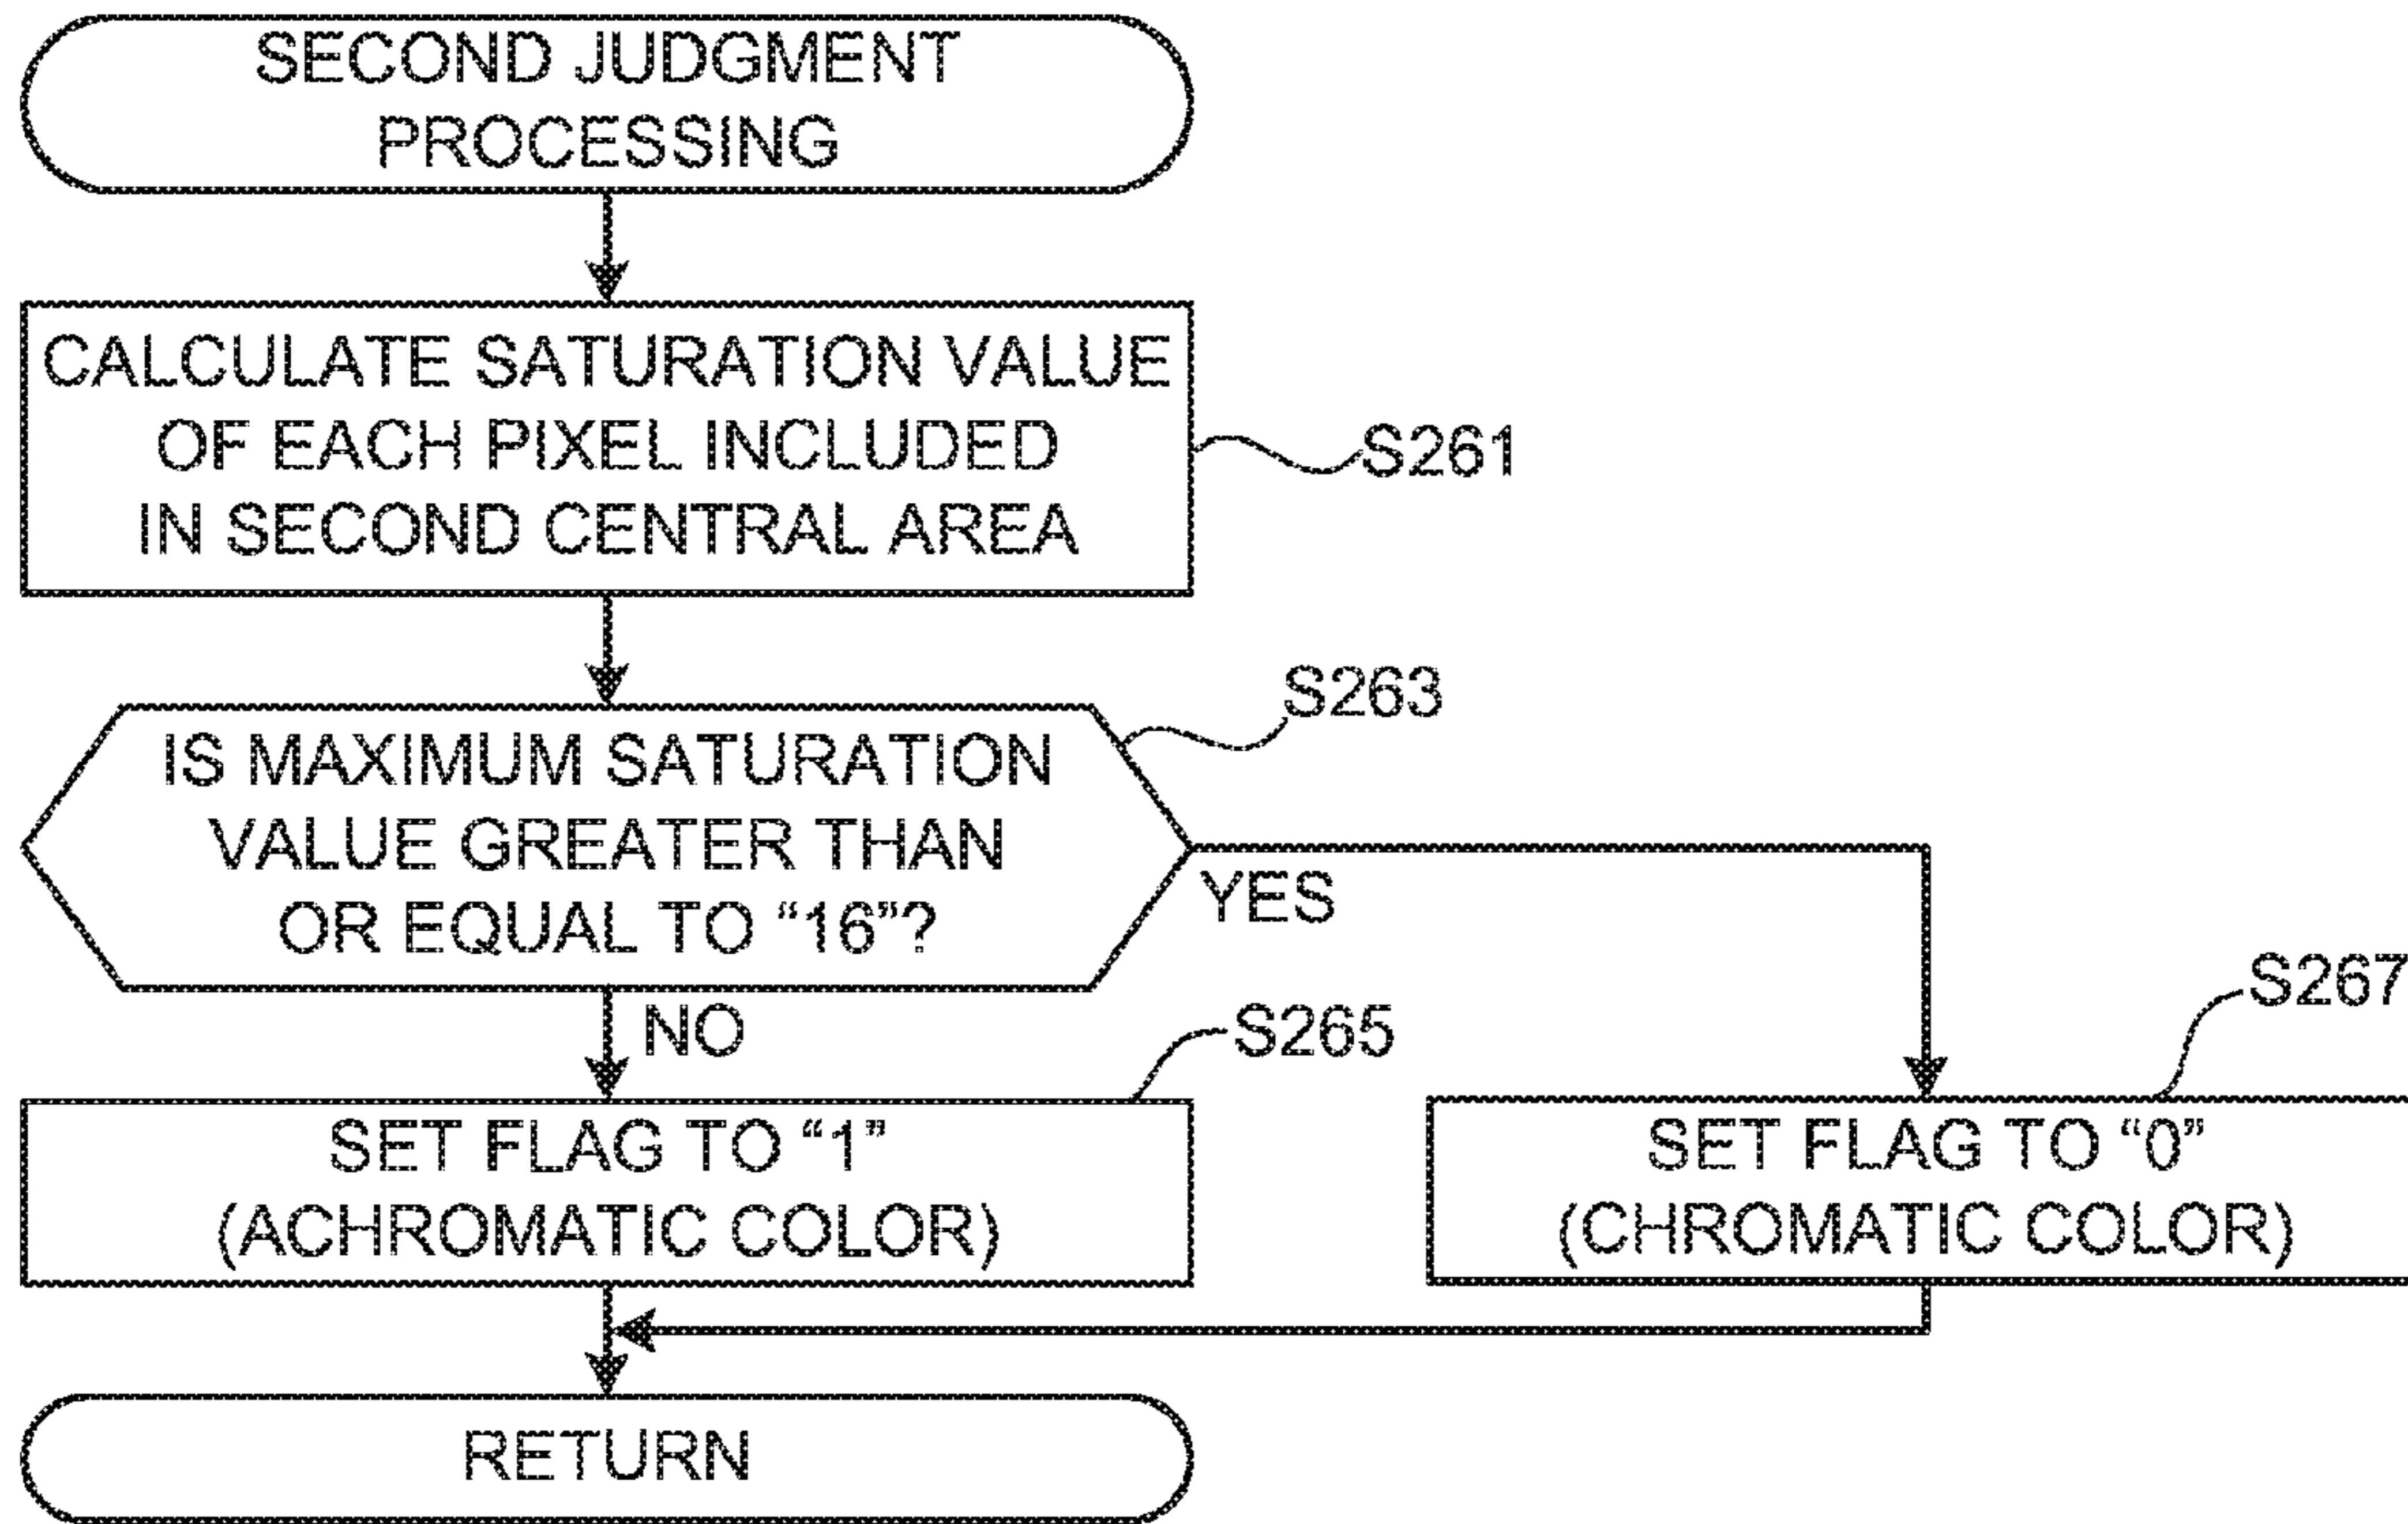 SECOND JUDGMENT
PROCESSING
CALCULATE SATURATION VALUE
OF EACH PIXEL INCLUDED
IN SECOND CENTRAL AREA
S261
S263
IS MAXIMUM SATURATION
VALUE GREATER THAN
OR EQUAL TO “16”?
YES
NO
S265
S267
SET FLAG TO “1”
(ACHROMATIC COLOR)
SET FLAG TO “0”
(CHROMATIC COLOR)
RETURN